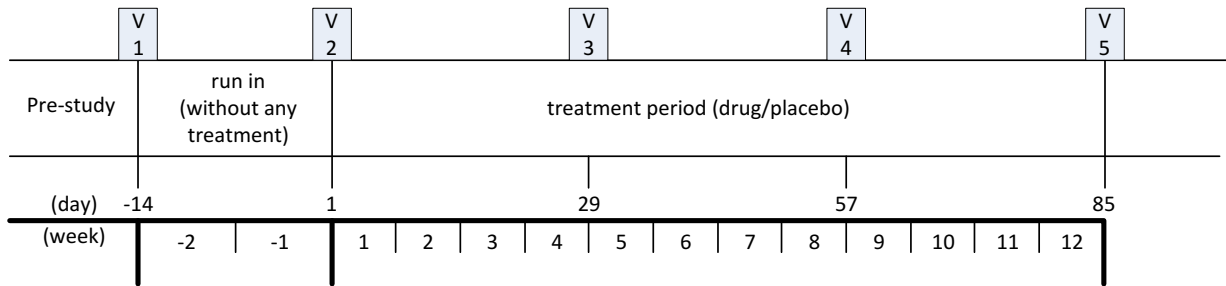 V V V V V
1 2 3 4 5
Pre-study
run in
(without any
treatment)
treatment period (drug/placebo)
(day) -14 1 29 57 85
(week) -2 -1 1 2 3 4 5 6 7 8 9 10 11 12